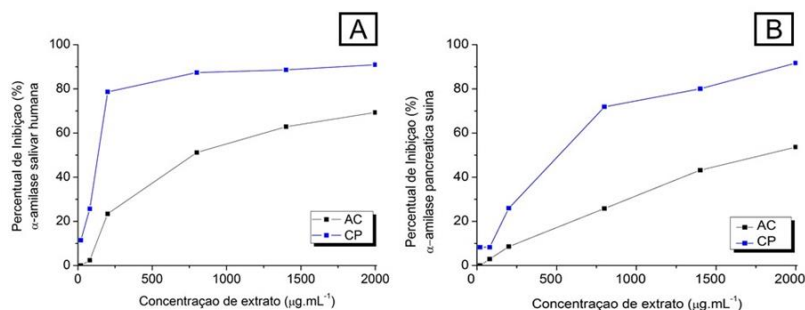 A
Percentual de Inibiçao (%)
α-amilase salivar humana
100
80
60
40
20
0
AC
CP
0
500
1000
1500
2000
Concentraçao de extrato (µg.mL⁻¹)
B
Percentual de Inibiçao (%)
α-amilase pancreatica suina
100
80
60
40
20
0
AC
CP
0
500
1000
1500
2000
Concentraçao de extrato (µg.mL⁻¹)